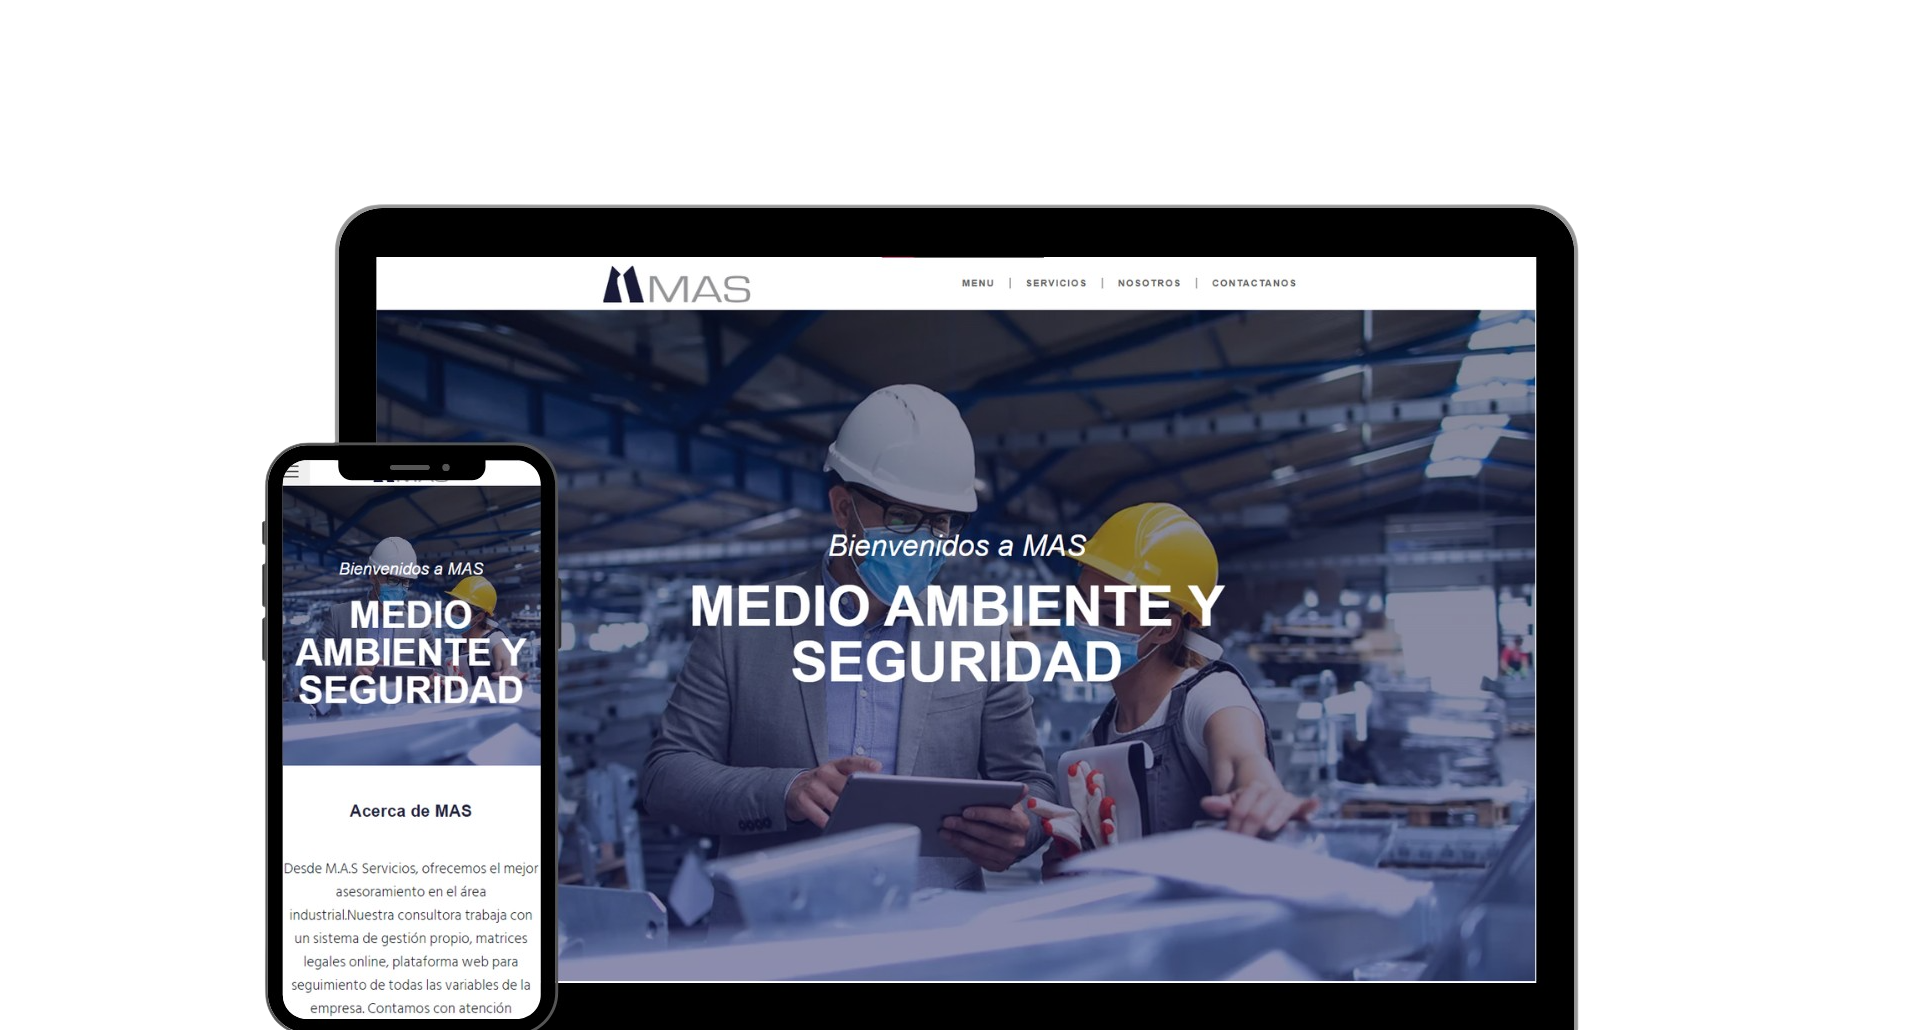 MAS
MENU | SERVICIOS | NOSOTROS | CONTACTANOS
Bienvenidos a MAS
MEDIO AMBIENTE Y
SEGURIDAD
Bienvenidos a MAS
MEDIO
AMBIENTE Y
SEGURIDAD
Acerca de MAS
Desde M.A.S Servicios, ofrecemos el mejor
asesoramiento en el área
industrial.Nuestra consultora trabaja con
un sistema de gestión propio, matrices
legales online, plataforma web para
seguimiento de todas las variables de la
empresa. Contamos con atención